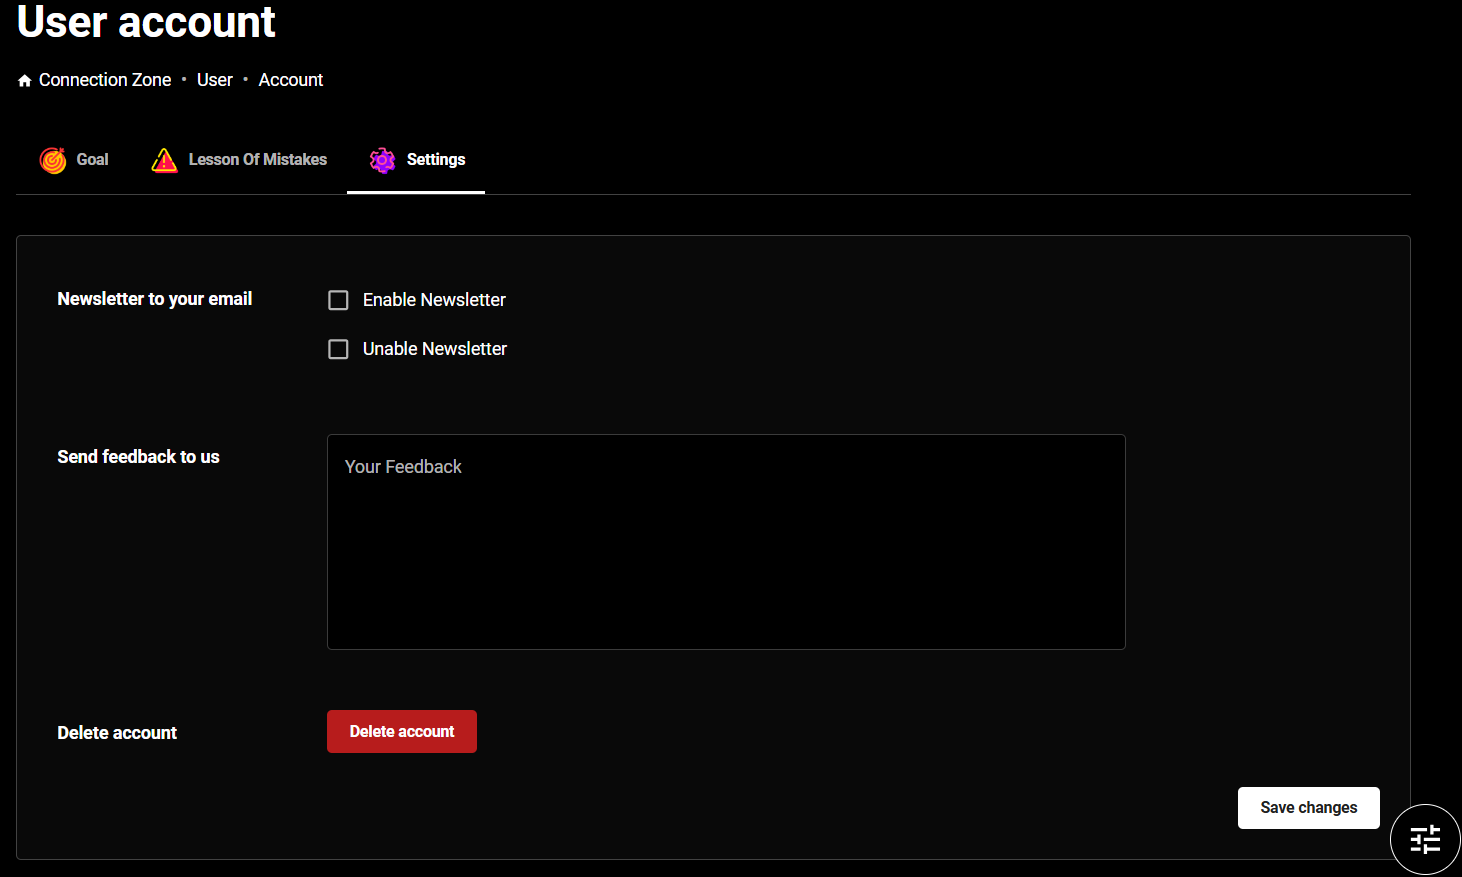 User account
Connection Zone • User • Account
Goal
Lesson Of Mistakes
Settings
Newsletter to your email
Enable Newsletter
Unable Newsletter
Send feedback to us
Your Feedback
Delete account
Delete account
Save changes